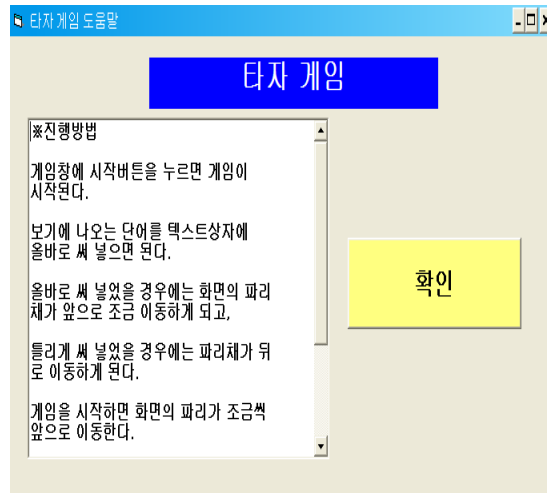 타자 게임 도움말
타자 게임
※진행방법
게임창에 시작버튼을 누르면 게임이
시작된다.
보기에 나오는 단어를 텍스트상자에
올바로 써 넣으면 된다.
올바로 써 넣었을 경우에는 화면의 파리
채가 앞으로 조금 이동하게 되고,
틀리게 써 넣었을 경우에는 파리채가 뒤
로 이동하게 된다.
게임을 시작하면 화면의 파리가 조금씩
앞으로 이동한다.
확인